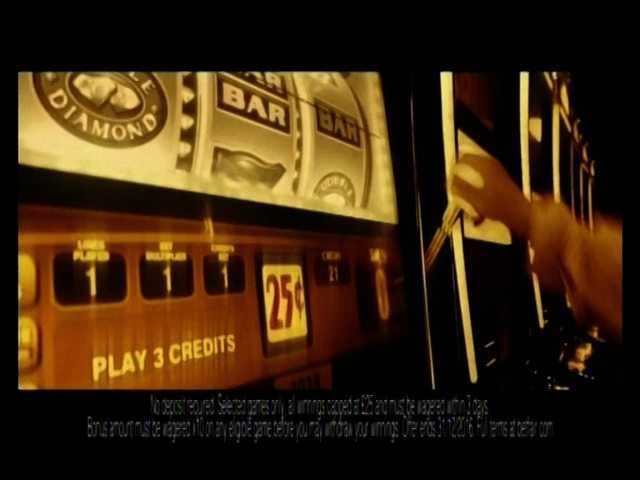 DOUBLE
DIAMOND
BAR
BAR
BAR
LINES
PLAYED
1
BET
MULTIPLIER
1
CREDITS
BET
1
25¢
CREDIT
21
0
PLAY 3 CREDITS
No deposit required. Selected games only, all winnings capped at £25 and must be wagered within 3 days.
Bonus amount must be wagered x10 on any eligible game before you may withdraw your winnings. Offer ends 31/12/2016. Full terms at betfair.com